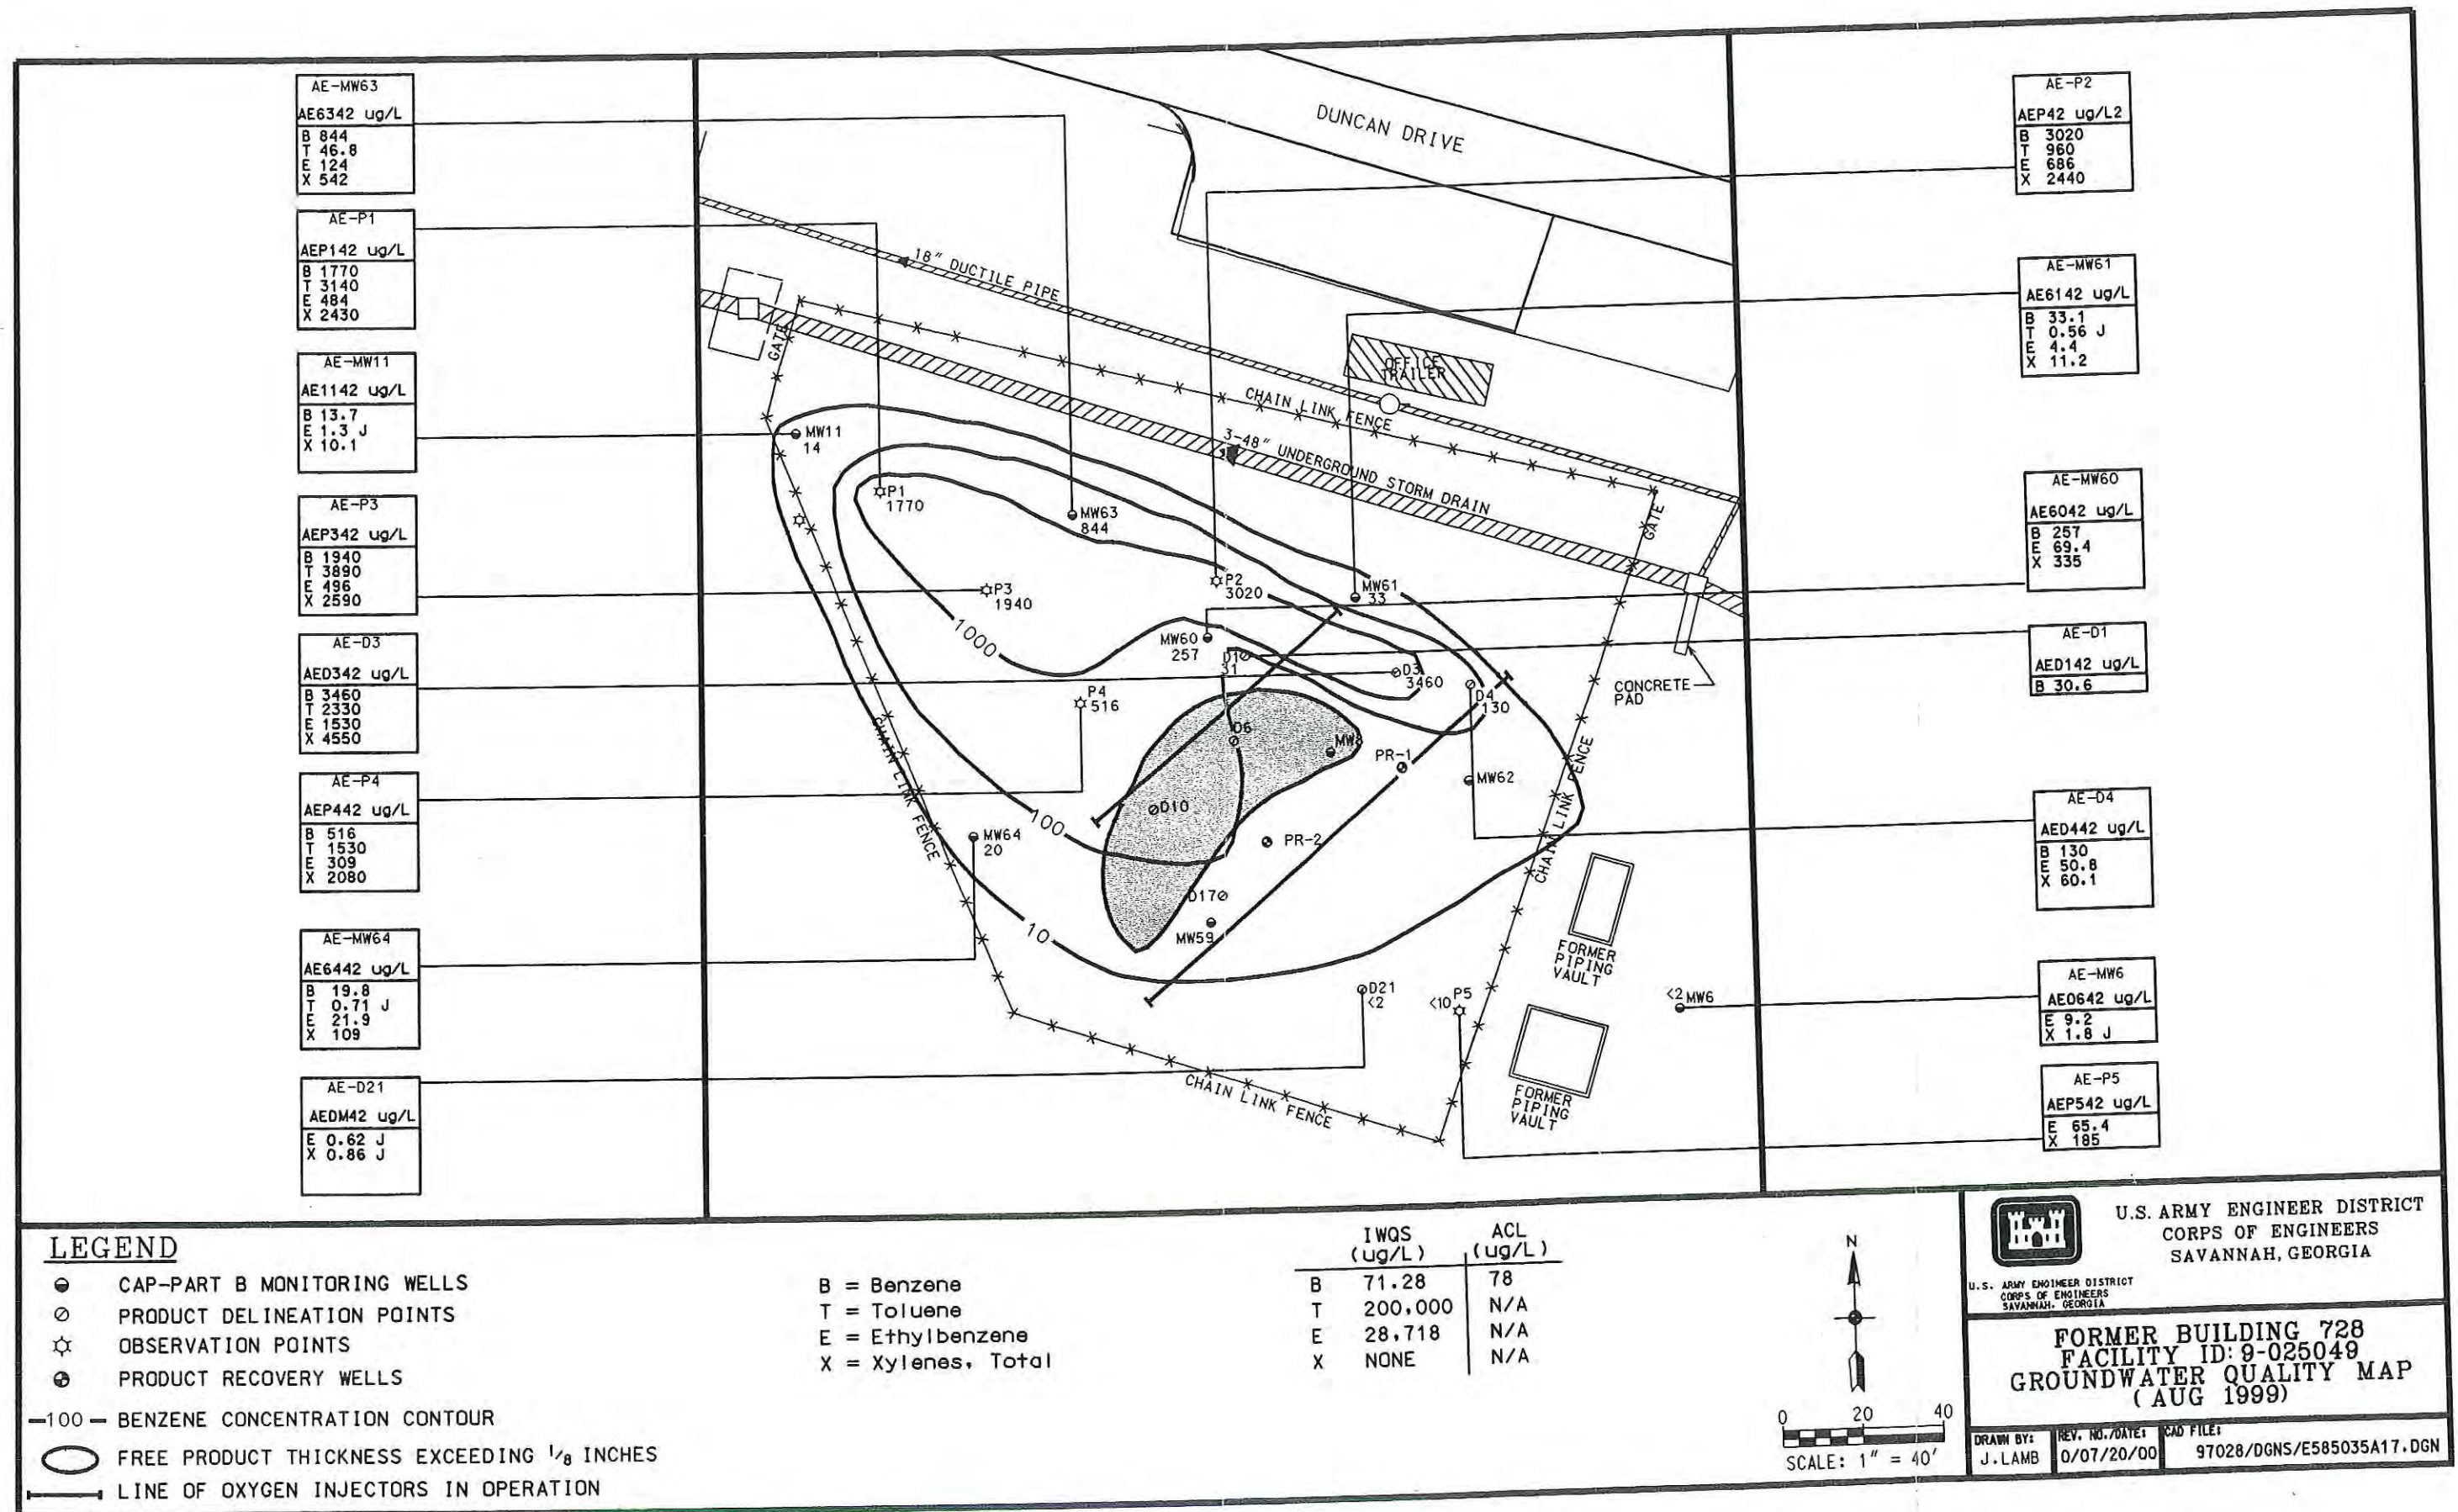 AE-MW63
AE6342 ug/L
B 844
T 46.8
E 124
X 542
AE-P1
AEP142 ug/L
B 1770
T 3140
E 484
X 2430
AE-MW11
AE1142 ug/L
B 13.7
E 1.3 J
X 10.1
AE-P3
AEP342 ug/L
B 1940
T 3890
E 496
X 2590
AE-D3
AED342 ug/L
B 3460
T 2330
E 1530
X 4550
AE-P4
AEP442 ug/L
B 516
T 1530
E 309
X 2080
AE-MW64
AE6442 ug/L
B 19.8
T 0.71 J
E 21.9
X 109
AE-D21
AEDM42 ug/L
E 0.62 J
X 0.86 J
DUNCAN DRIVE
18" DUCTILE PIPE
GATE
OFFICE
TRAILER
CHAIN LINK FENCE
3-48" UNDERGROUND STORM DRAIN
GATE
MW11
14
P1
1770
MW63
844
P2
3020
MW61
33
P3
1940
1000
MW60
257
D1
31
D3
3460
D4
130
CONCRETE
PAD
P4
516
D6
MW8
PR-1
MW62
CHAIN LINK FENCE
CHAIN LINK FENCE
D10
100
MW64
20
PR-2
D17
MW59
10
FORMER
PIPING
VAULT
D21
<2
<10 P5
<2 MW6
CHAIN LINK FENCE
FORMER
PIPING
VAULT
AE-P2
AEP42 ug/L2
B 3020
T 960
E 686
X 2440
AE-MW61
AE6142 ug/L
B 33.1
T 0.56 J
E 4.4
X 11.2
AE-MW60
AE6042 ug/L
B 257
E 69.4
X 335
AE-D1
AED142 ug/L
B 30.6
AE-D4
AED442 ug/L
B 130
E 50.8
X 60.1
AE-MW6
AE0642 ug/L
E 9.2
X 1.8 J
AE-P5
AEP542 ug/L
E 65.4
X 185
LEGEND
CAP-PART B MONITORING WELLS
PRODUCT DELINEATION POINTS
OBSERVATION POINTS
PRODUCT RECOVERY WELLS
100 BENZENE CONCENTRATION CONTOUR
FREE PRODUCT THICKNESS EXCEEDING 1/8 INCHES
LINE OF OXYGEN INJECTORS IN OPERATION
B = Benzene
T = Toluene
E = Ethylbenzene
X = Xylenes, Total
IWQS ACL
(ug/L) (ug/L)
B 71.28 78
T 200,000 N/A
E 28,718 N/A
X NONE N/A
N
0 20 40
SCALE: 1" = 40'
U.S. ARMY ENGINEER DISTRICT
CORPS OF ENGINEERS
SAVANNAH, GEORGIA
U.S. ARMY ENGINEER DISTRICT
CORPS OF ENGINEERS
SAVANNAH, GEORGIA
FORMER BUILDING 728
FACILITY ID: 9-025049
GROUNDWATER QUALITY MAP
(AUG 1999)
DRAWN BY: REV. NO./DATE: CAD FILE:
J.LAMB 0/07/20/00 97028/DGNS/E585035A17.DGN